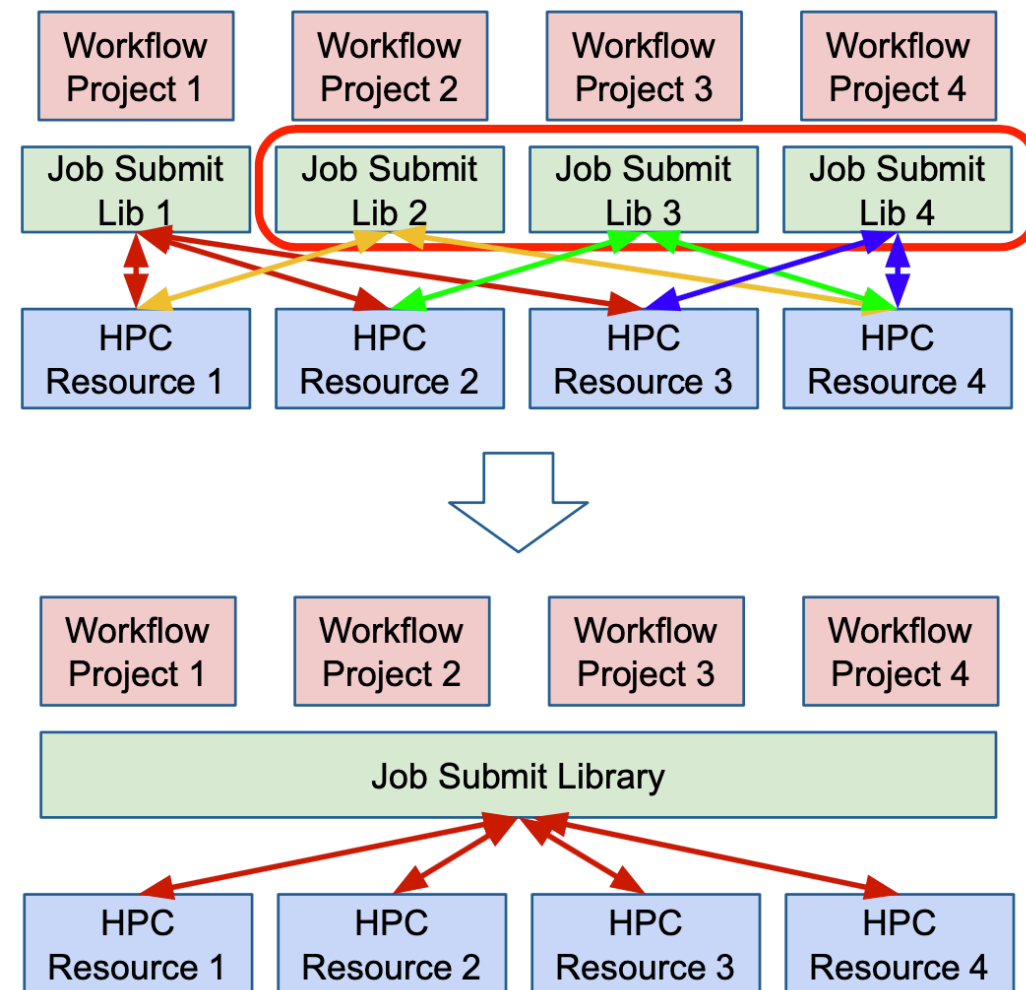 Workflow
Project 1
Workflow
Project 2
Workflow
Project 3
Workflow
Project 4
Job Submit
Lib 1
Job Submit
Lib 2
Job Submit
Lib 3
Job Submit
Lib 4
HPC
Resource 1
HPC
Resource 2
HPC
Resource 3
HPC
Resource 4
Workflow
Project 1
Workflow
Project 2
Workflow
Project 3
Workflow
Project 4
Job Submit Library
HPC
Resource 1
HPC
Resource 2
HPC
Resource 3
HPC
Resource 4